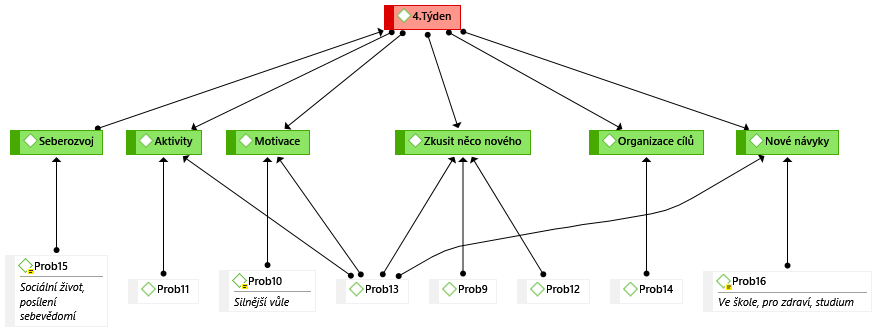 4.Týden
Seberozvoj
Aktivity
Motivace
Zkusit něco nového
Organizace cílů
Nové návyky
Prob15
Sociální život,
posílení
sebevědomí
Prob11
Prob10
Silnější vůle
Prob13
Prob9
Prob12
Prob14
Prob16
Ve škole, pro zdraví, studium